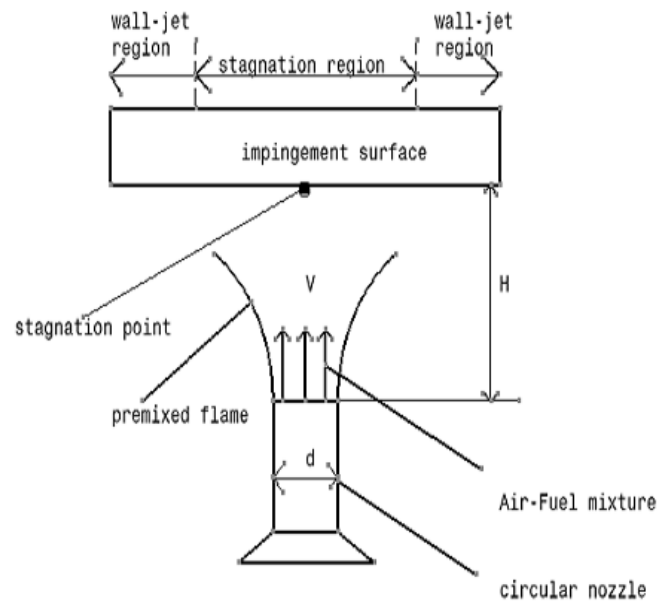 wall-jet
region
wall-jet
region
stagnation region
impingement surface
V
H
stagnation point
premixed flame
d
Air-Fuel mixture
circular nozzle